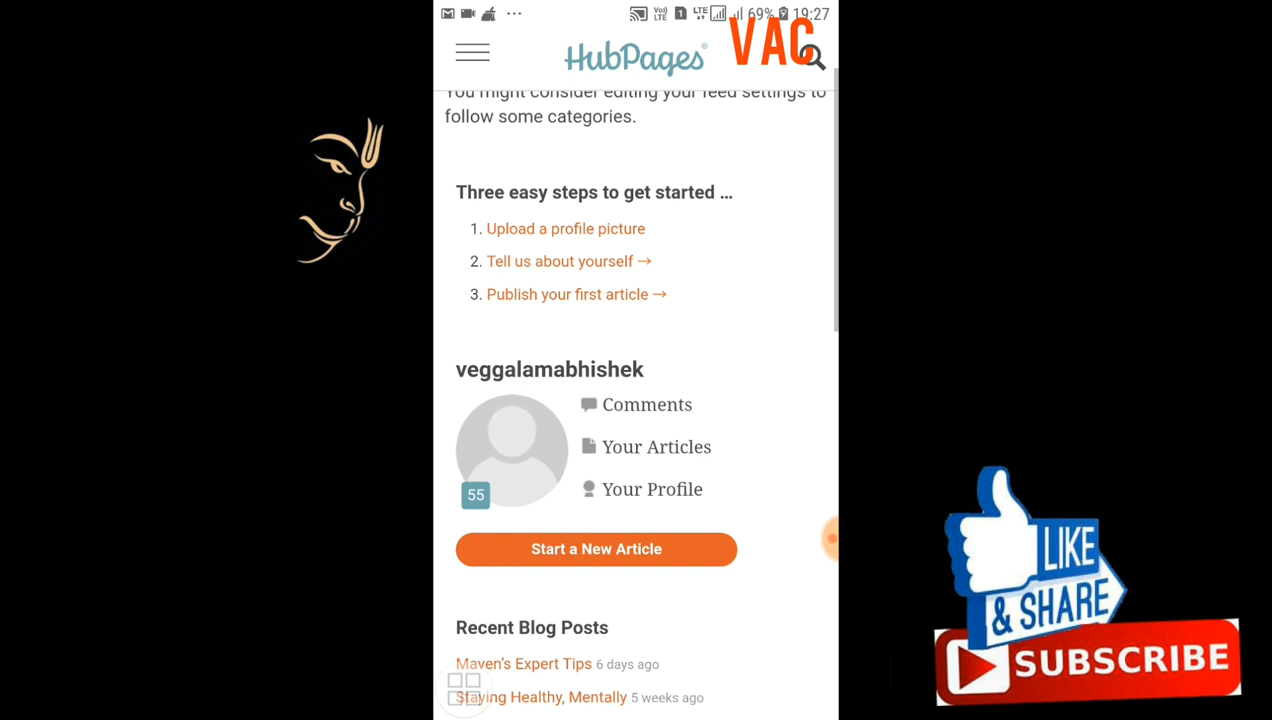 69% 19:27
HubPages
VAC
You might consider editing your feed settings to
follow some categories.
Three easy steps to get started ...
1. Upload a profile picture
2. Tell us about yourself →
3. Publish your first article →
veggalamabhishek
Comments
Your Articles
55
Your Profile
Start a New Article
Recent Blog Posts
Maven's Expert Tips 6 days ago
Staying Healthy, Mentally 5 weeks ago
LIKE
& SHARE
SUBSCRIBE